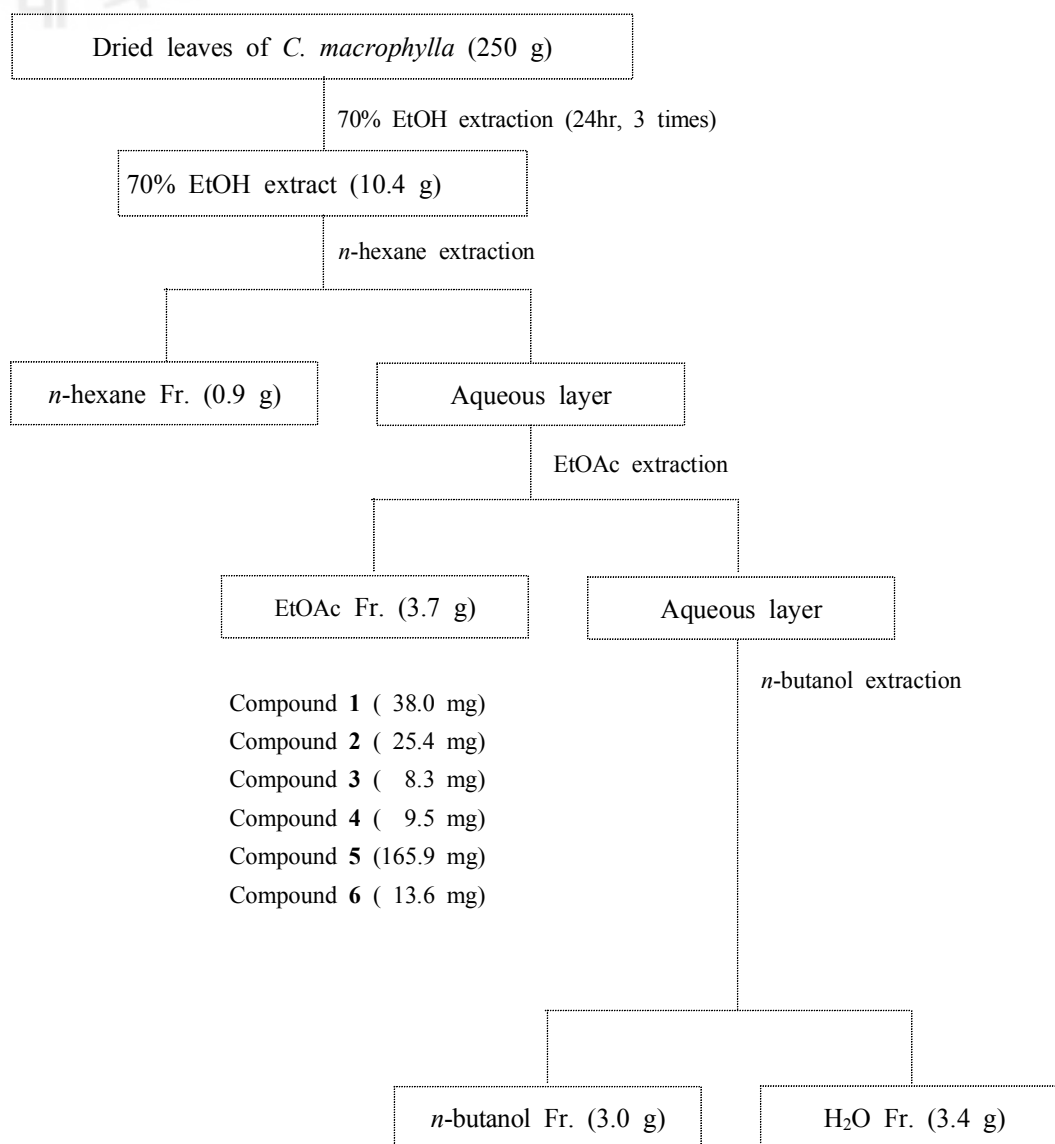 Dried leaves of C. macrophylla (250 g)
70% EtOH extraction (24hr, 3 times)
70% EtOH extract (10.4 g)
n-hexane extraction
n-hexane Fr. (0.9 g)
Aqueous layer
EtOAc extraction
EtOAc Fr. (3.7 g)
Aqueous layer
n-butanol extraction
Compound 1 ( 38.0 mg)
Compound 2 ( 25.4 mg)
Compound 3 ( 8.3 mg)
Compound 4 ( 9.5 mg)
Compound 5 (165.9 mg)
Compound 6 ( 13.6 mg)
n-butanol Fr. (3.0 g)
H₂O Fr. (3.4 g)